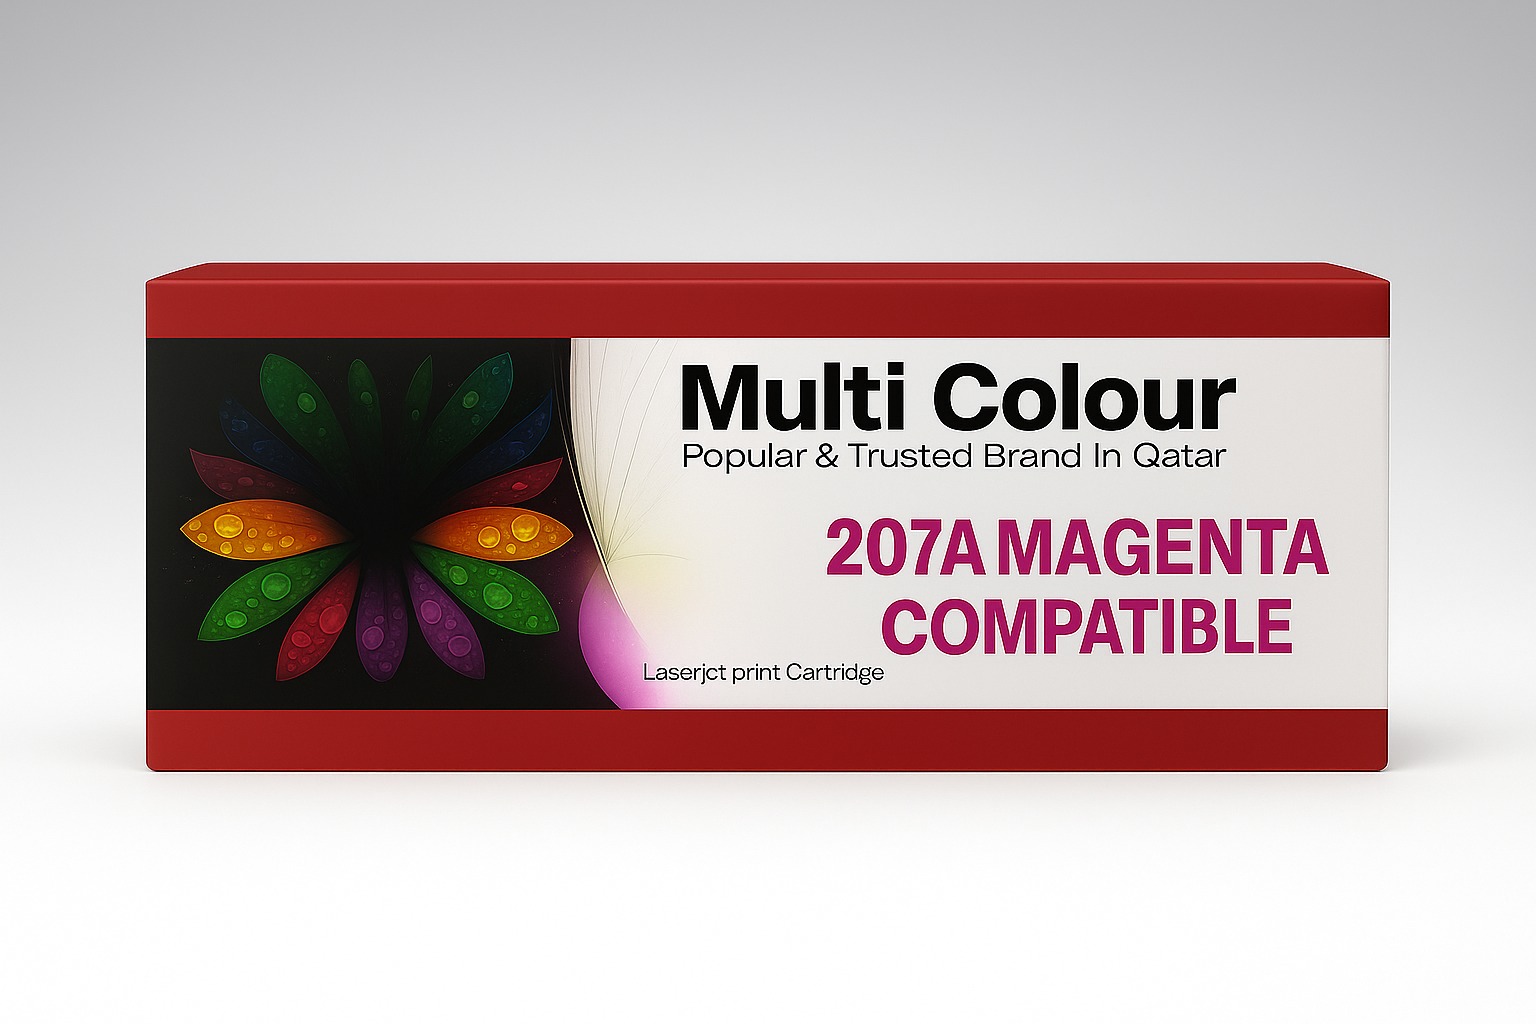 Multi Colour
Popular & Trusted Brand In Qatar
207A MAGENTA
COMPATIBLE
Laserjct print Cartridge